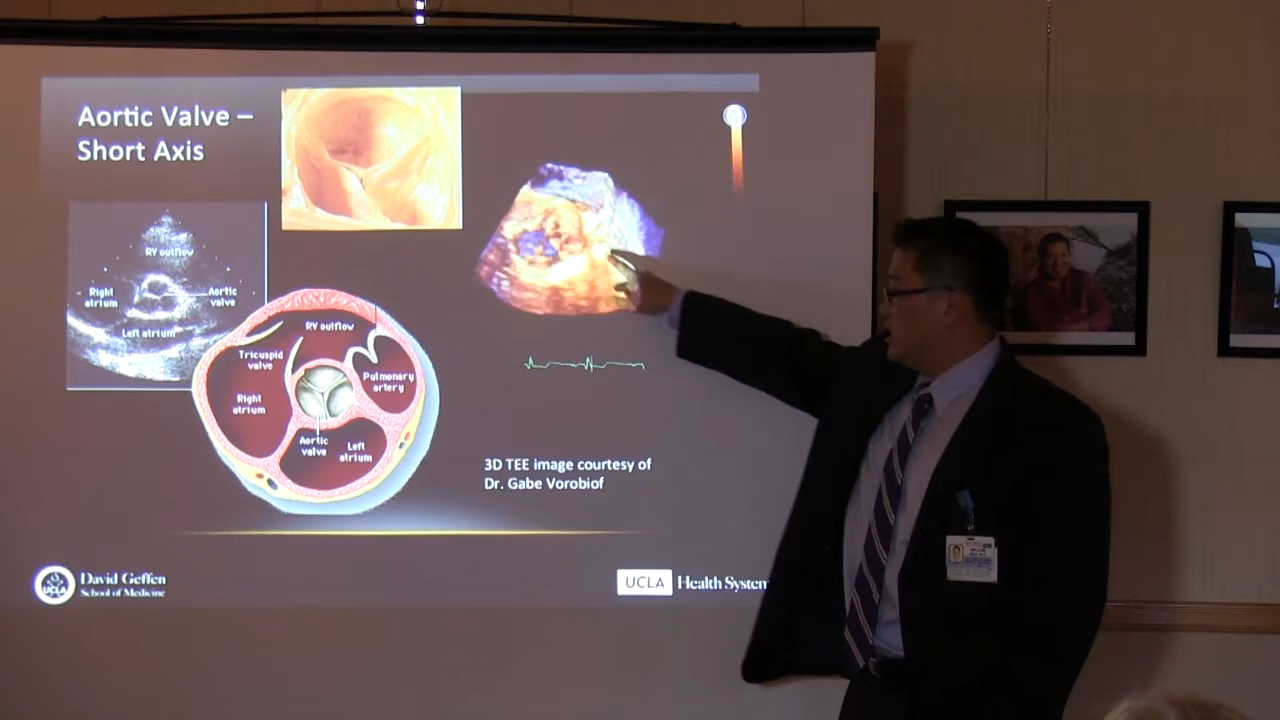 Aortic Valve –
Short Axis
RV outflow
Right
atrium
Aortic
valve
Left atrium
RV outflow
Tricuspid
valve
Pulmonary
artery
Right
atrium
Aortic
valve
Left
atrium
3D TEE image courtesy of
Dr. Gabe Vorobiof
UCLA
David Geffen
School of Medicine
UCLA Health System